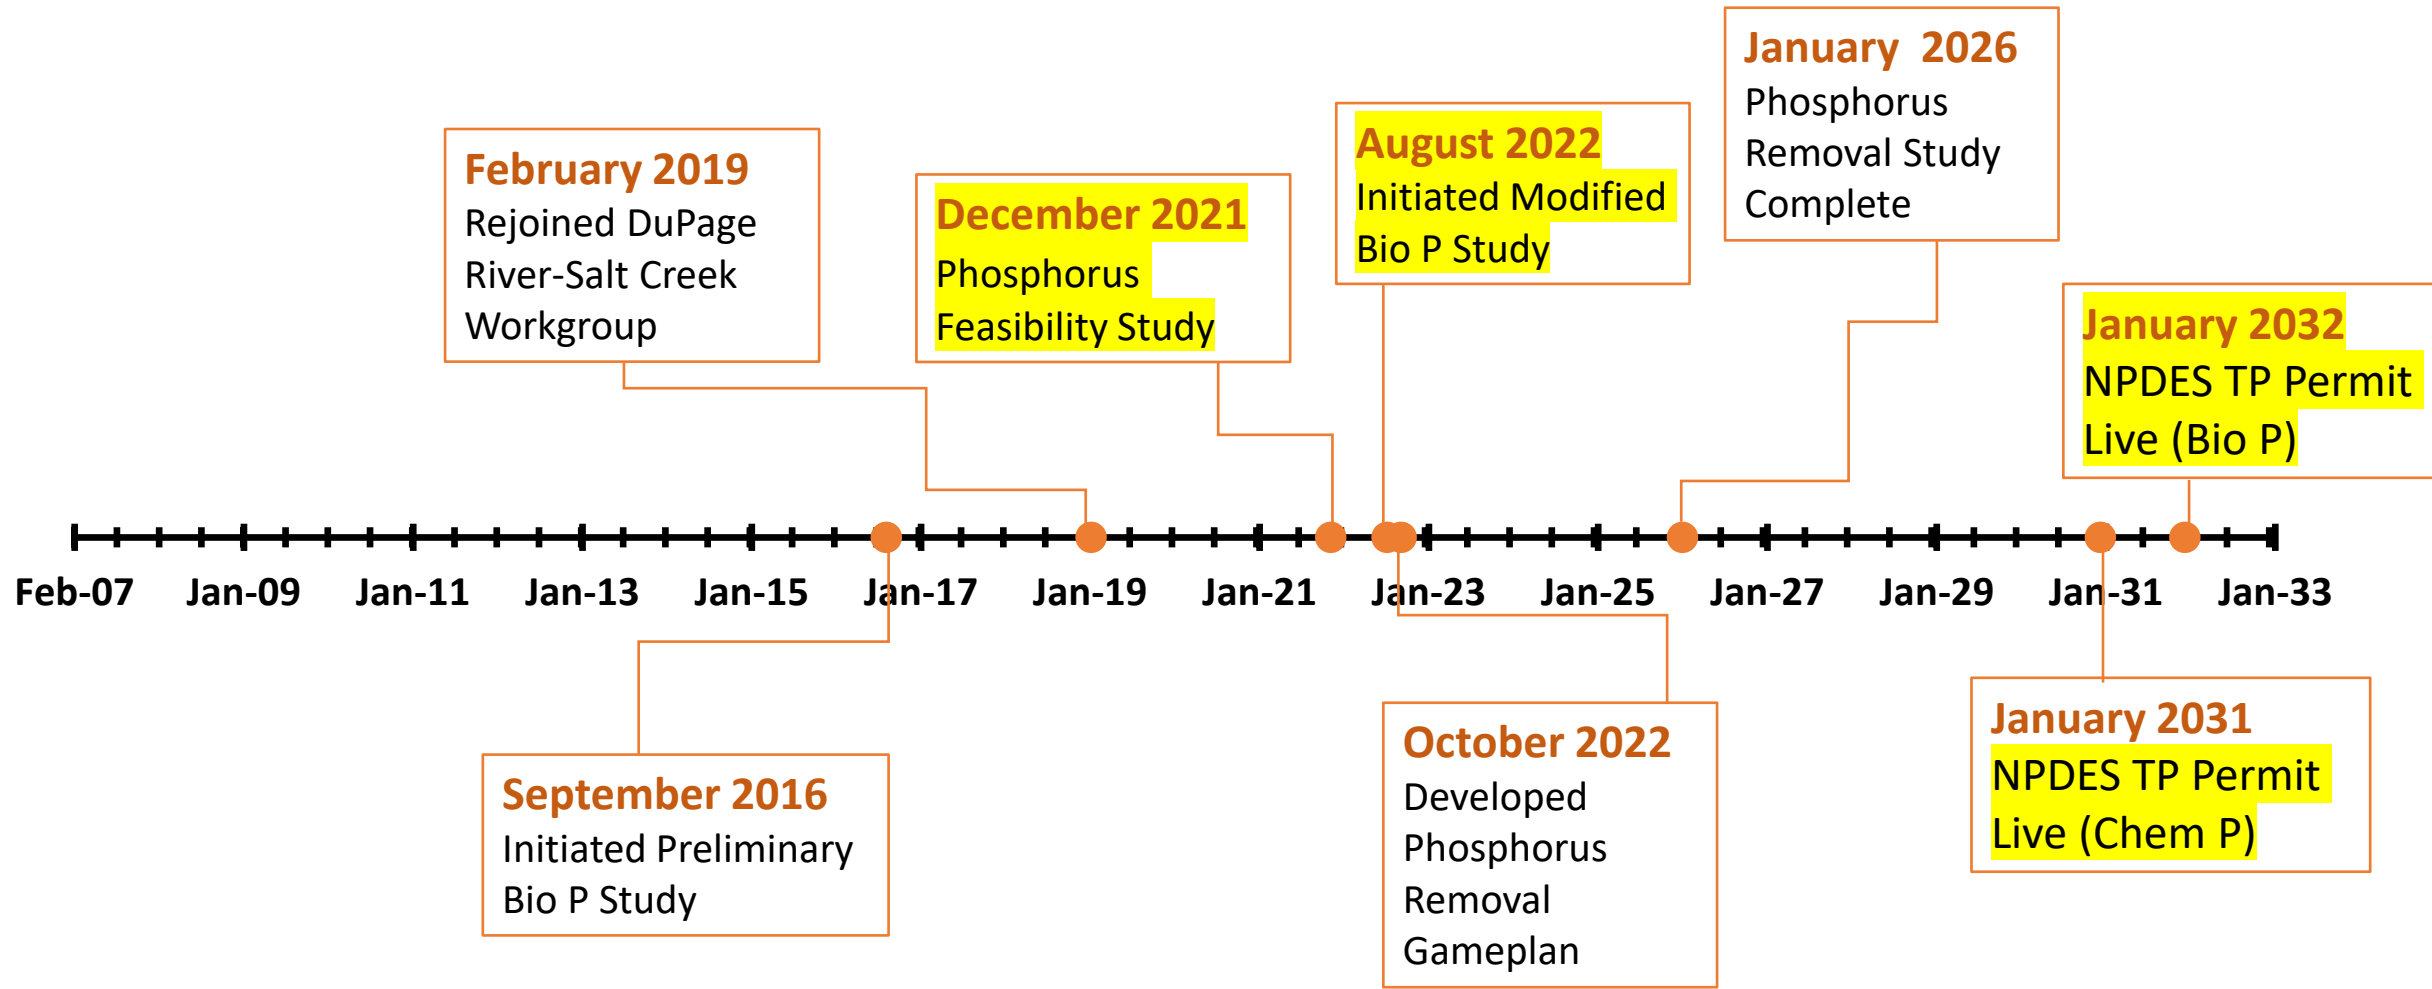 January 2026
Phosphorus
Removal Study
Complete
February 2019
Rejoined DuPage
River-Salt Creek
Workgroup
December 2021
Phosphorus
Feasibility Study
August 2022
Initiated Modified
Bio P Study
January 2032
NPDES TP Permit
Live (Bio P)
Feb-07 Jan-09 Jan-11 Jan-13 Jan-15 Jan-17 Jan-19 Jan-21 Jan-23 Jan-25 Jan-27 Jan-29 Jan-31 Jan-33
September 2016
Initiated Preliminary
Bio P Study
October 2022
Developed
Phosphorus
Removal
Gameplan
January 2031
NPDES TP Permit
Live (Chem P)